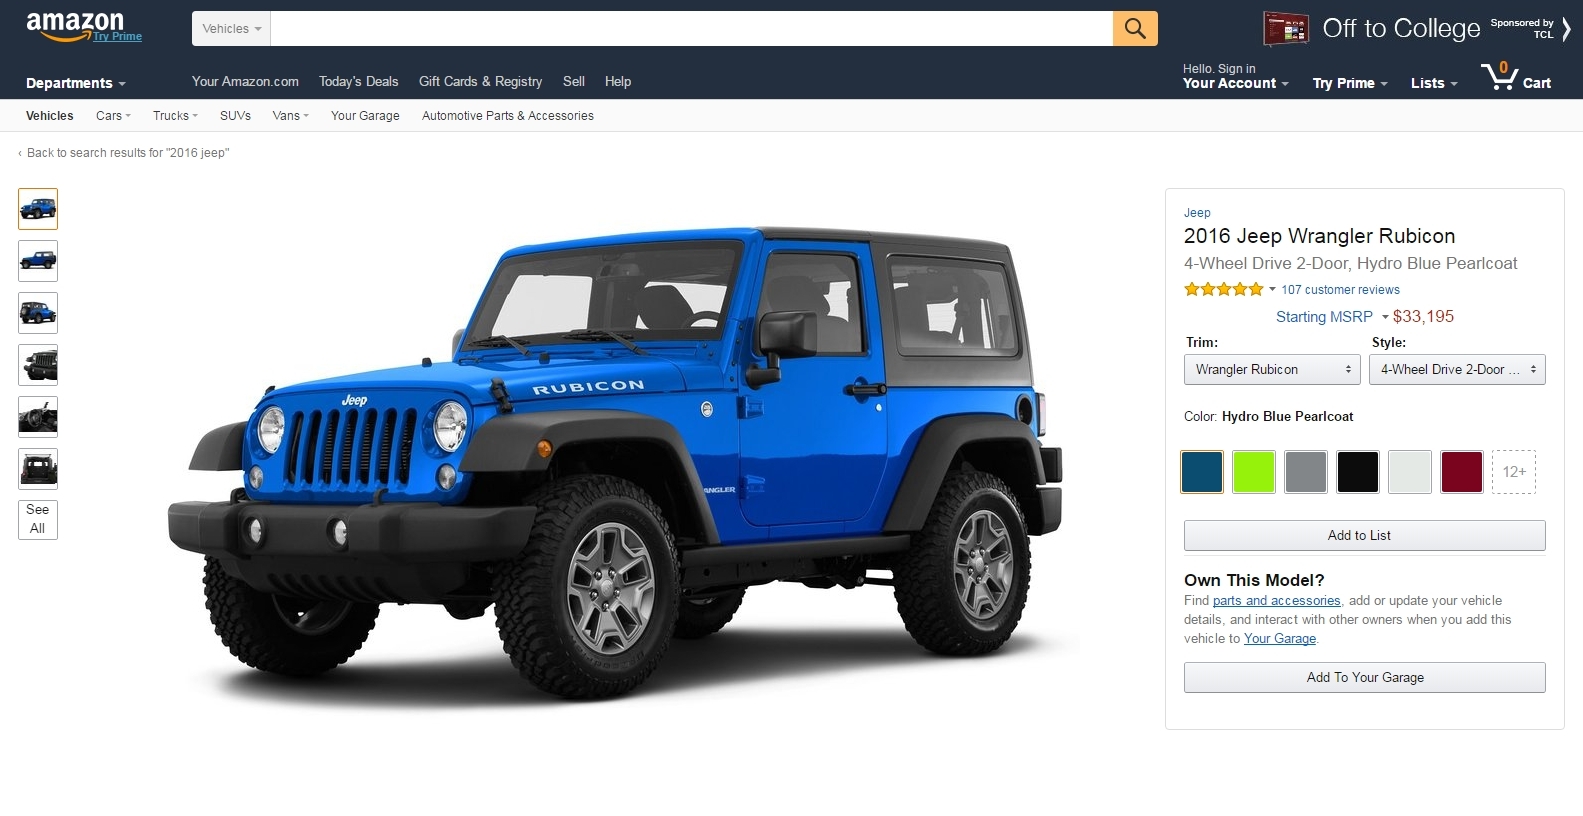 amazon
Try Prime
Vehicles
Off to College
Sponsored by
TCL
Departments
Your Amazon.com
Today's Deals
Gift Cards & Registry
Sell
Help
Hello. Sign in
Your Account
Try Prime
Lists
0
Cart
Vehicles
Cars
Trucks
SUVs
Vans
Your Garage
Automotive Parts & Accessories
‹ Back to search results for "2016 jeep"
See
All
RUBICON
Jeep
ANGLER
Jeep
2016 Jeep Wrangler Rubicon
4-Wheel Drive 2-Door, Hydro Blue Pearlcoat
107 customer reviews
Starting MSRP $33,195
Trim:
Style:
Wrangler Rubicon
4-Wheel Drive 2-Door ...
Color: Hydro Blue Pearlcoat
12+
Add to List
Own This Model?
Find parts and accessories, add or update your vehicle
details, and interact with other owners when you add this
vehicle to Your Garage.
Add To Your Garage